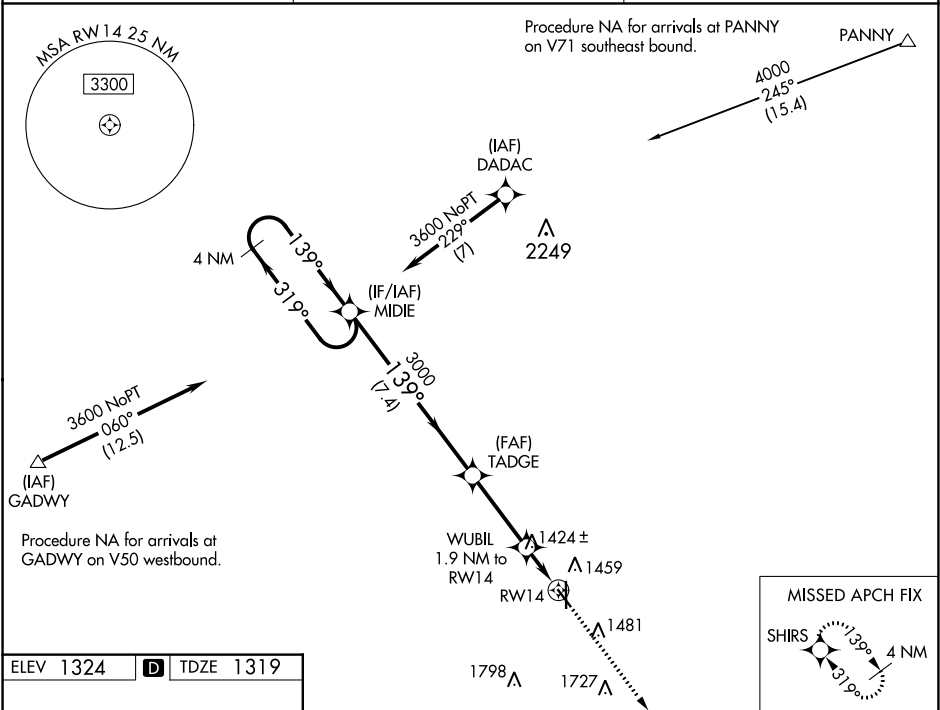 MSA RW14 25 NM
3300
Procedure NA for arrivals at PANNY
on V71 southeast bound.
PANNY
4000
245°
(15.4)
(IAF)
DADAC
3600 NoPT
229°
(7)
2249
4 NM
139°
319°
(IF/IAF)
MIDIE
3000
139°
(7.4)
3600 NoPT
060°
(12.5)
(IAF)
GADWY
(FAF)
TADGE
Procedure NA for arrivals at
GADWY on V50 westbound.
WUBIL
1.9 NM to
RW14
1424 ±
1459
RW14
1481
1798
1727
MISSED APCH FIX
SHIRS
139°
4 NM
319°
ELEV 1324 D TDZE 1319